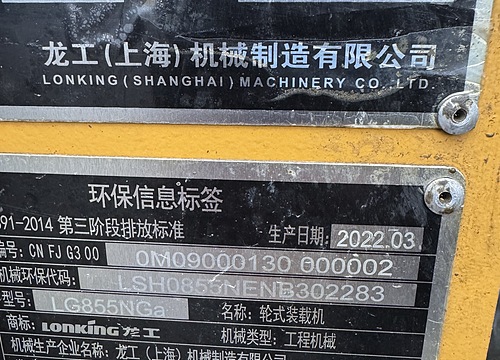 龙工(上海)机械制造有限公司
LONKING(SHANGHAI)MACHINERY CO.,LTD.
环保信息标签
91-2014 第三阶段排放标准
生产日期: 2022.03
编号: CN FJ G3 00 0M09000130 000002
机械环保代码: LSH0855NENB302283
型号: LG855NGa 名称: 轮式装载机
商标: LONKING龙工 机械类型: 工程机械
机械生产企业名称: 龙工(上海)机械制造有限公司